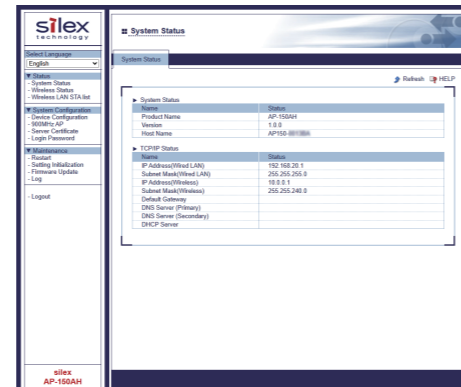 silex
technology
Select Language
English
▼ Status
- System Status
- Wireless Status
- Wireless LAN STA list
▼ System Configuration
- Device Configuration
- 900MHz AP
- Server Certificate
- Login Password
▼ Maintenance
- Restart
- Setting Initialization
- Firmware Update
- Log
- Logout
silex
AP-150AH
System Status
System Status
Refresh HELP
► System Status
Name Status
Product Name AP-150AH
Version 1.0.0
Host Name AP150-
► TCP/IP Status
Name Status
IP Address(Wired LAN) 192.168.20.1
Subnet Mask(Wired LAN) 255.255.255.0
IP Address(Wireless) 10.0.0.1
Subnet Mask(Wireless) 255.255.240.0
Default Gateway
DNS Server (Primary)
DNS Server (Secondary)
DHCP Server